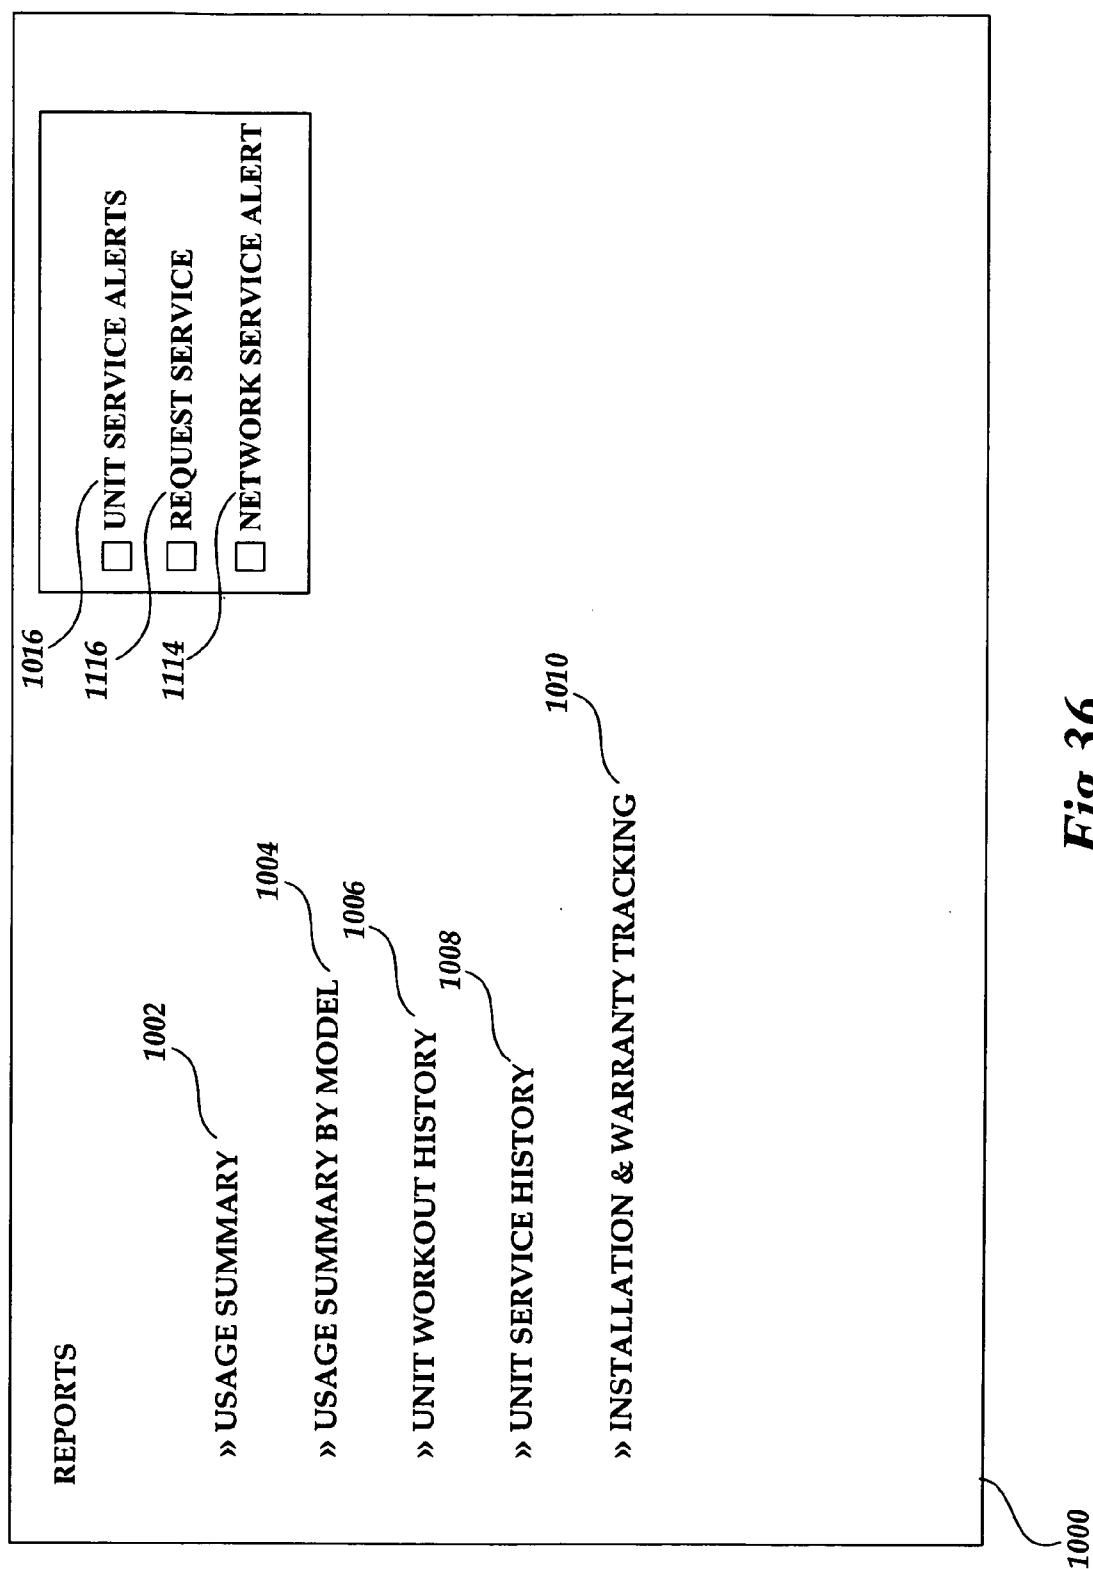 REPORTS
1016
1116
1114
☐ UNIT SERVICE ALERTS
☐ REQUEST SERVICE
☐ NETWORK SERVICE ALERT
1002
» USAGE SUMMARY
1004
» USAGE SUMMARY BY MODEL
1006
» UNIT WORKOUT HISTORY
1008
» UNIT SERVICE HISTORY
1010
» INSTALLATION & WARRANTY TRACKING
1000
Fig.36